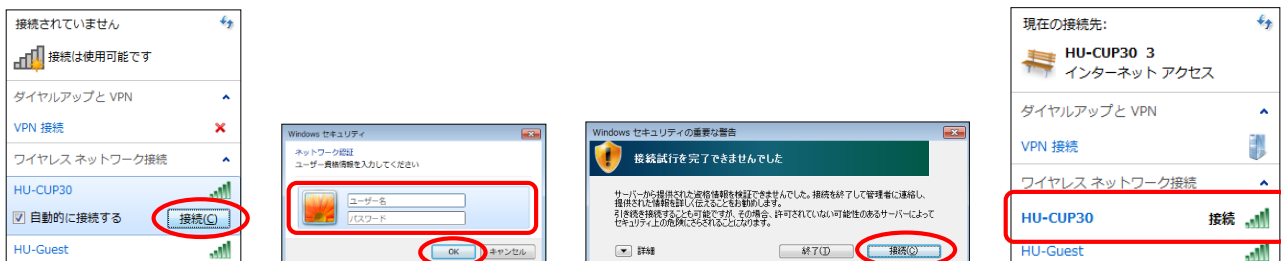 接続されていません
接続は使用可能です
ダイヤルアップと VPN
VPN 接続
ワイヤレス ネットワーク接続
HU-CUP30
自動的に接続する
接続(C)
HU-Guest
Windows セキュリティ
ネットワーク認証
ユーザー資格情報を入力してください
ユーザー名
パスワード
OK
キャンセル
Windows セキュリティの重要な警告
接続試行を完了できませんでした
サーバーから提供された資格情報を検証できませんでした。接続を終了して管理者に連絡し、
提供された情報を詳しく伝えることをお勧めします。
引き続き接続することも可能ですが、その場合、許可されていない可能性のあるサーバーによって
セキュリティ上の危険にさらされることになります。
詳細
終了(T)
接続(C)
現在の接続先:
HU-CUP30 3
インターネット アクセス
ダイヤルアップと VPN
VPN 接続
ワイヤレス ネットワーク接続
HU-CUP30
接続
HU-Guest